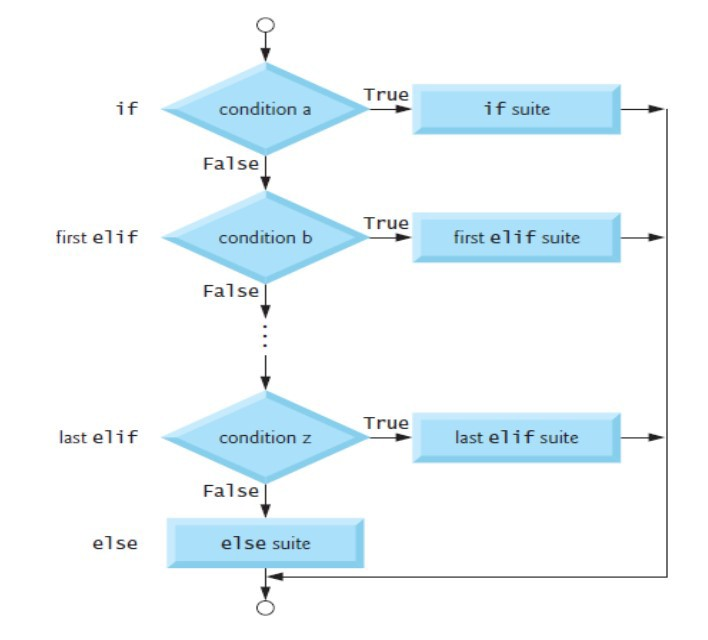 if
condition a
True
if suite
False
first elif
condition b
True
first elif suite
False
last elif
condition z
True
last elif suite
False
else
else suite